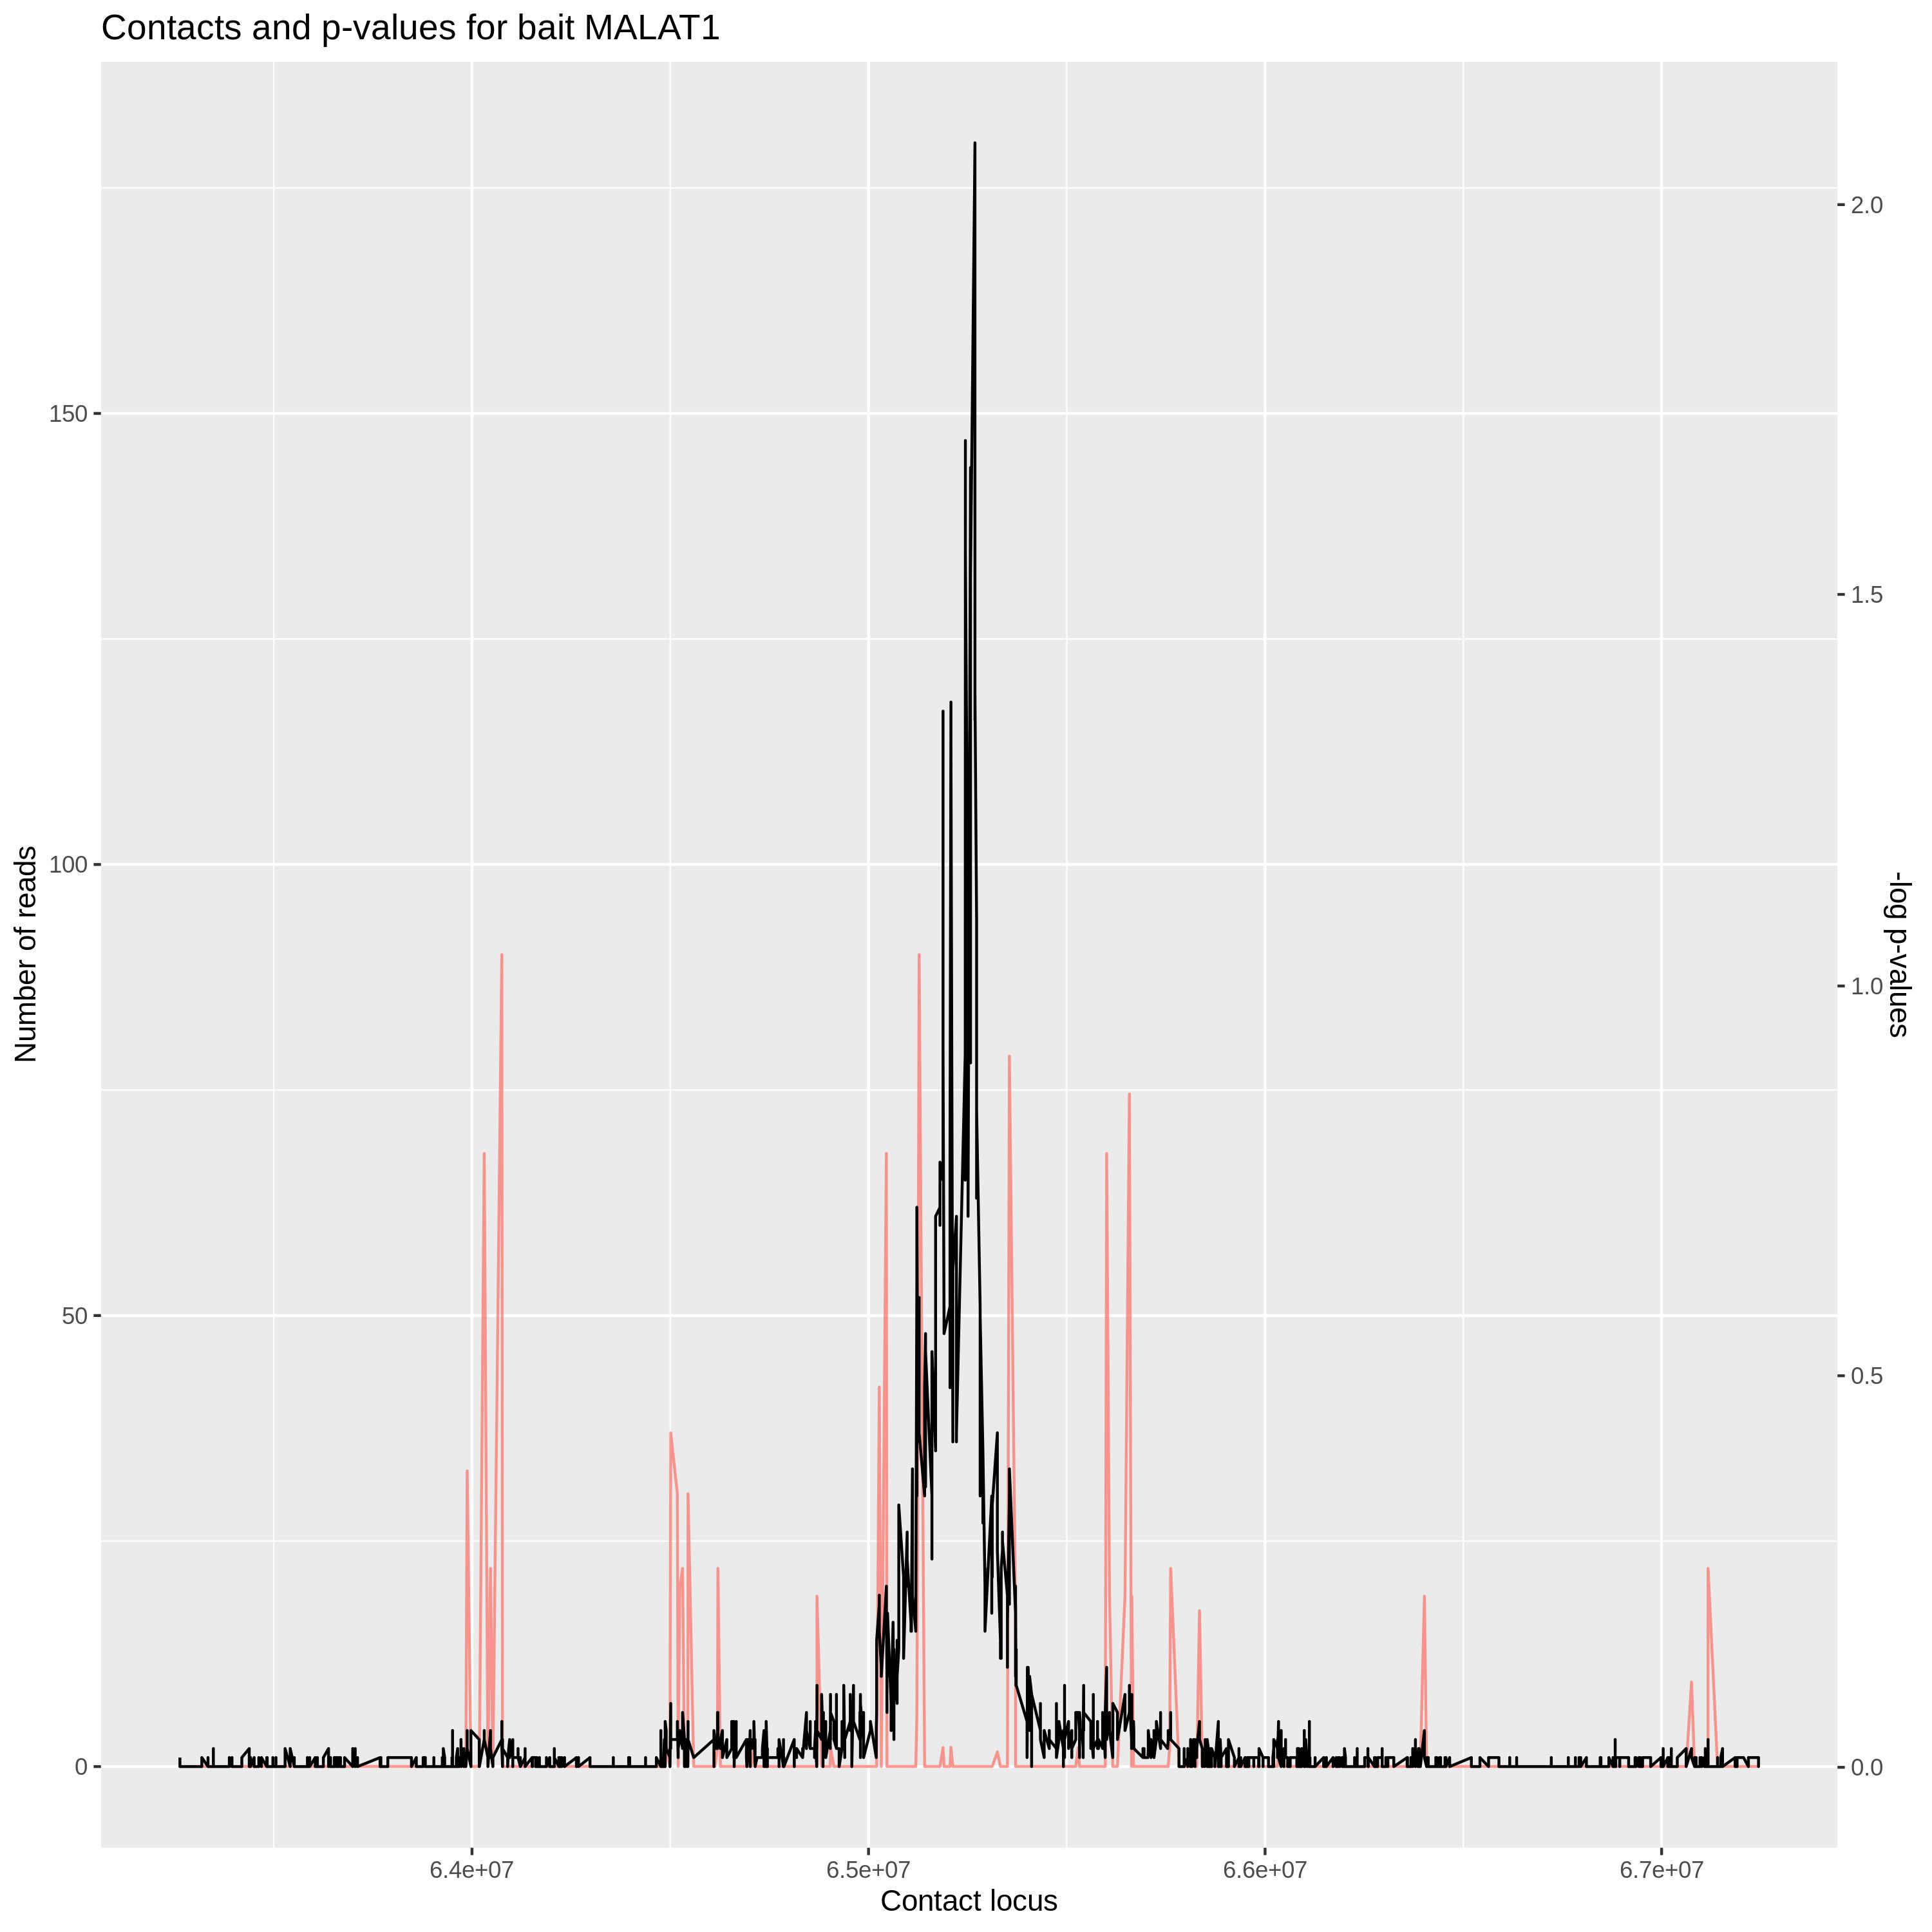 Contacts and p-values for bait MALAT1
Number of reads
150
100
50
0
2.0
1.5
1.0
0.5
0.0
-log p-values
6.4e+07 6.5e+07 6.6e+07 6.7e+07
Contact locus